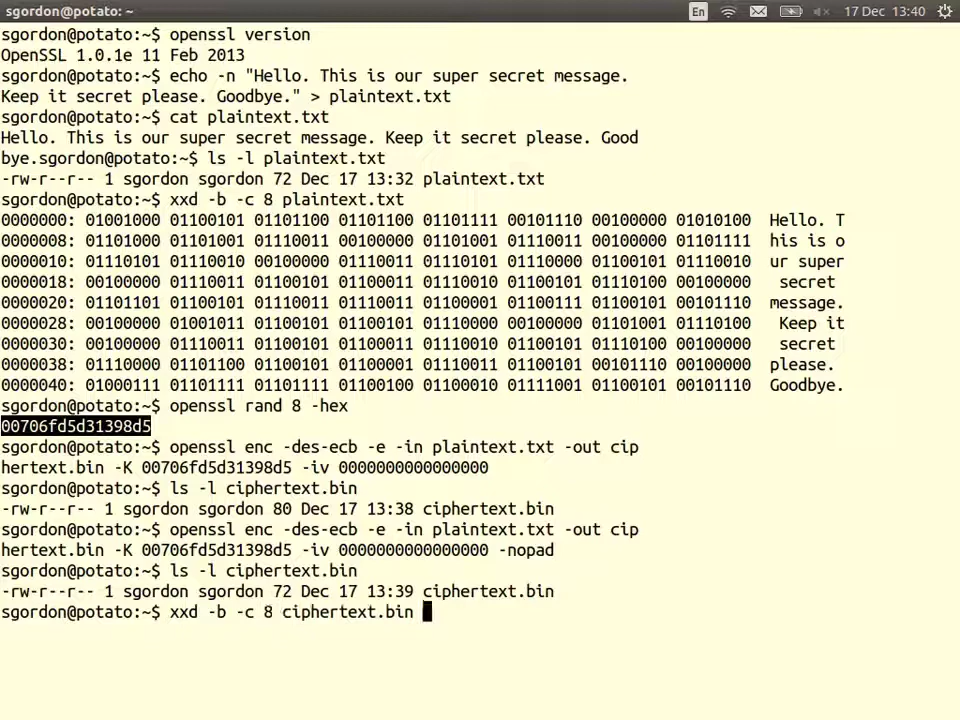 sgordon@potato: ~ En 17 Dec 13:40
sgordon@potato:~$ openssl version
OpenSSL 1.0.1e 11 Feb 2013
sgordon@potato:~$ echo -n "Hello. This is our super secret message.
Keep it secret please. Goodbye." > plaintext.txt
sgordon@potato:~$ cat plaintext.txt
Hello. This is our super secret message. Keep it secret please. Good
bye.sgordon@potato:~$ ls -l plaintext.txt
-rw-r--r-- 1 sgordon sgordon 72 Dec 17 13:32 plaintext.txt
sgordon@potato:~$ xxd -b -c 8 plaintext.txt
0000000: 01001000 01100101 01101100 01101100 01101111 00101110 00100000 01010100  Hello. T
0000008: 01101000 01101001 01110011 00100000 01101001 01110011 00100000 01101111  his is o
0000010: 01110101 01110010 00100000 01110011 01110101 01110000 01100101 01110010  ur super
0000018: 00100000 01110011 01100101 01100011 01110010 01100101 01110100 00100000   secret
0000020: 01101101 01100101 01110011 01110011 01100001 01100111 01100101 00101110  message.
0000028: 00100000 01001011 01100101 01100101 01110000 00100000 01101001 01110100   Keep it
0000030: 00100000 01110011 01100101 01100011 01110010 01100101 01110100 00100000   secret
0000038: 01110000 01101100 01100101 01100001 01110011 01100101 00101110 00100000  please.
0000040: 01000111 01101111 01101111 01100100 01100010 01111001 01100101 00101110  Goodbye.
sgordon@potato:~$ openssl rand 8 -hex
00706fd5d31398d5
sgordon@potato:~$ openssl enc -des-ecb -e -in plaintext.txt -out cip
hertext.bin -K 00706fd5d31398d5 -iv 0000000000000000
sgordon@potato:~$ ls -l ciphertext.bin
-rw-r--r-- 1 sgordon sgordon 80 Dec 17 13:38 ciphertext.bin
sgordon@potato:~$ openssl enc -des-ecb -e -in plaintext.txt -out cip
hertext.bin -K 00706fd5d31398d5 -iv 0000000000000000 -nopad
sgordon@potato:~$ ls -l ciphertext.bin
-rw-r--r-- 1 sgordon sgordon 72 Dec 17 13:39 ciphertext.bin
sgordon@potato:~$ xxd -b -c 8 ciphertext.bin